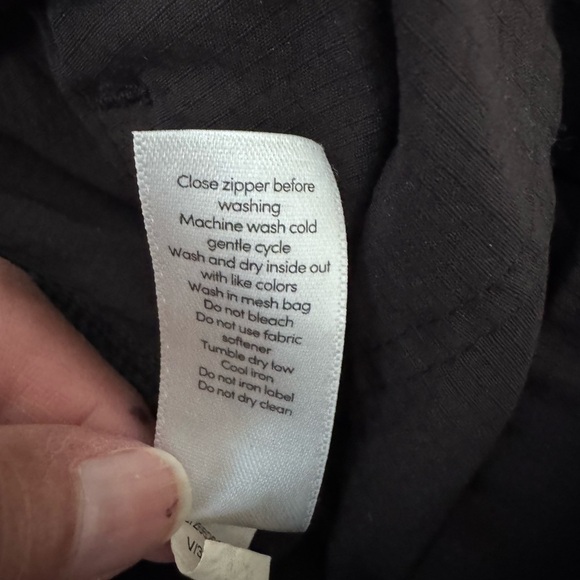 Close zipper before
washing
Machine wash cold
gentle cycle
Wash and dry inside out
with like colors
Wash in mesh bag
Do not bleach
Do not use fabric
softener
Tumble dry low
Cool iron
Do not iron label
Do not dry clean